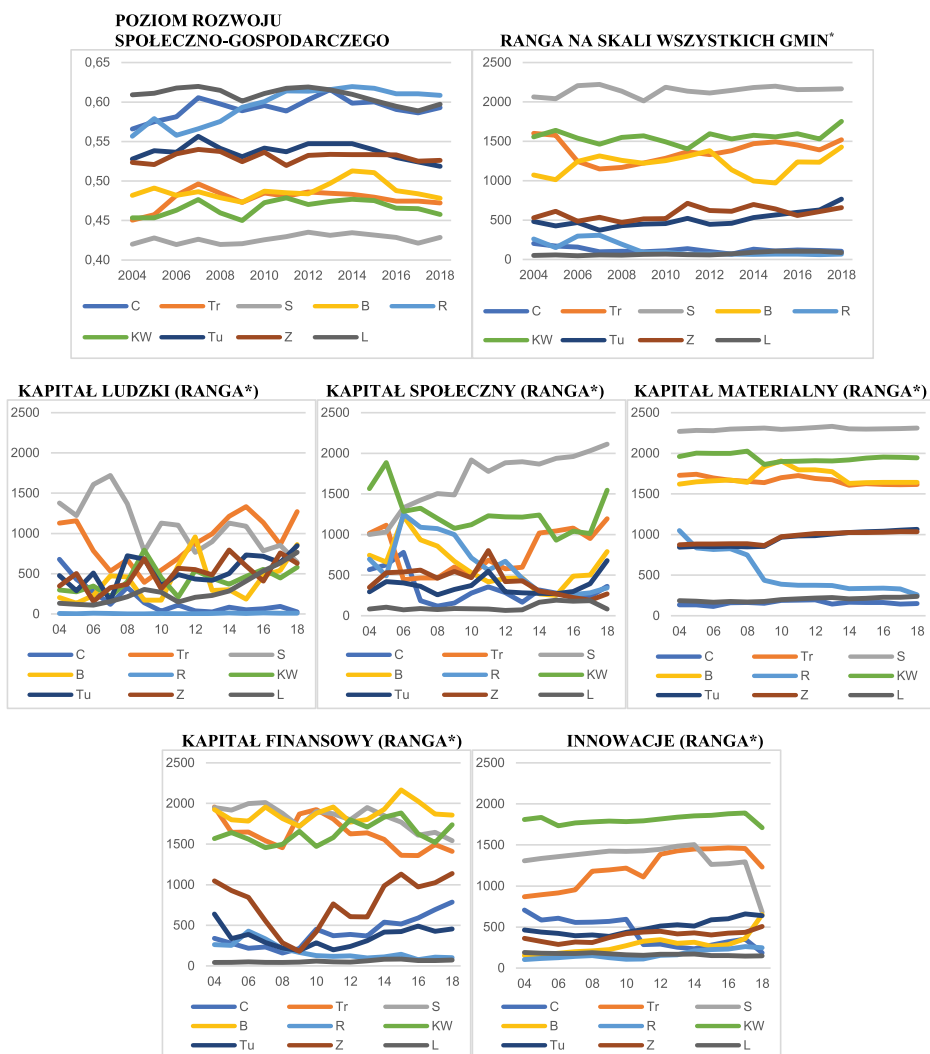 POZIOM ROZWOJU
SPOŁECZNO-GOSPODARCZEGO
0,65
0,60
0,55
0,50
0,45
0,40
2004 2006 2008 2010 2012 2014 2016 2018
C Tr S B R
KW Tu Z L
RANGA NA SKALI WSZYSTKICH GMIN*
2500
2000
1500
1000
500
0
2004 2006 2008 2010 2012 2014 2016 2018
C Tr S B R
KW Tu Z L
KAPITAŁ LUDZKI (RANGA*)
2500
2000
1500
1000
500
0
04 06 08 10 12 14 16 18
C Tr S
B R KW
Tu Z L
KAPITAŁ SPOŁECZNY (RANGA*)
2500
2000
1500
1000
500
0
04 06 08 10 12 14 16 18
C Tr S
B R KW
Tu Z L
KAPITAŁ MATERIALNY (RANGA*)
2500
2000
1500
1000
500
0
04 06 08 10 12 14 16 18
C Tr S
B R KW
Tu Z L
KAPITAŁ FINANSOWY (RANGA*)
2500
2000
1500
1000
500
0
04 06 08 10 12 14 16 18
C Tr S
B R KW
Tu Z L
INNOWACJE (RANGA*)
2500
2000
1500
1000
500
0
04 06 08 10 12 14 16 18
C Tr S
B R KW
Tu Z L